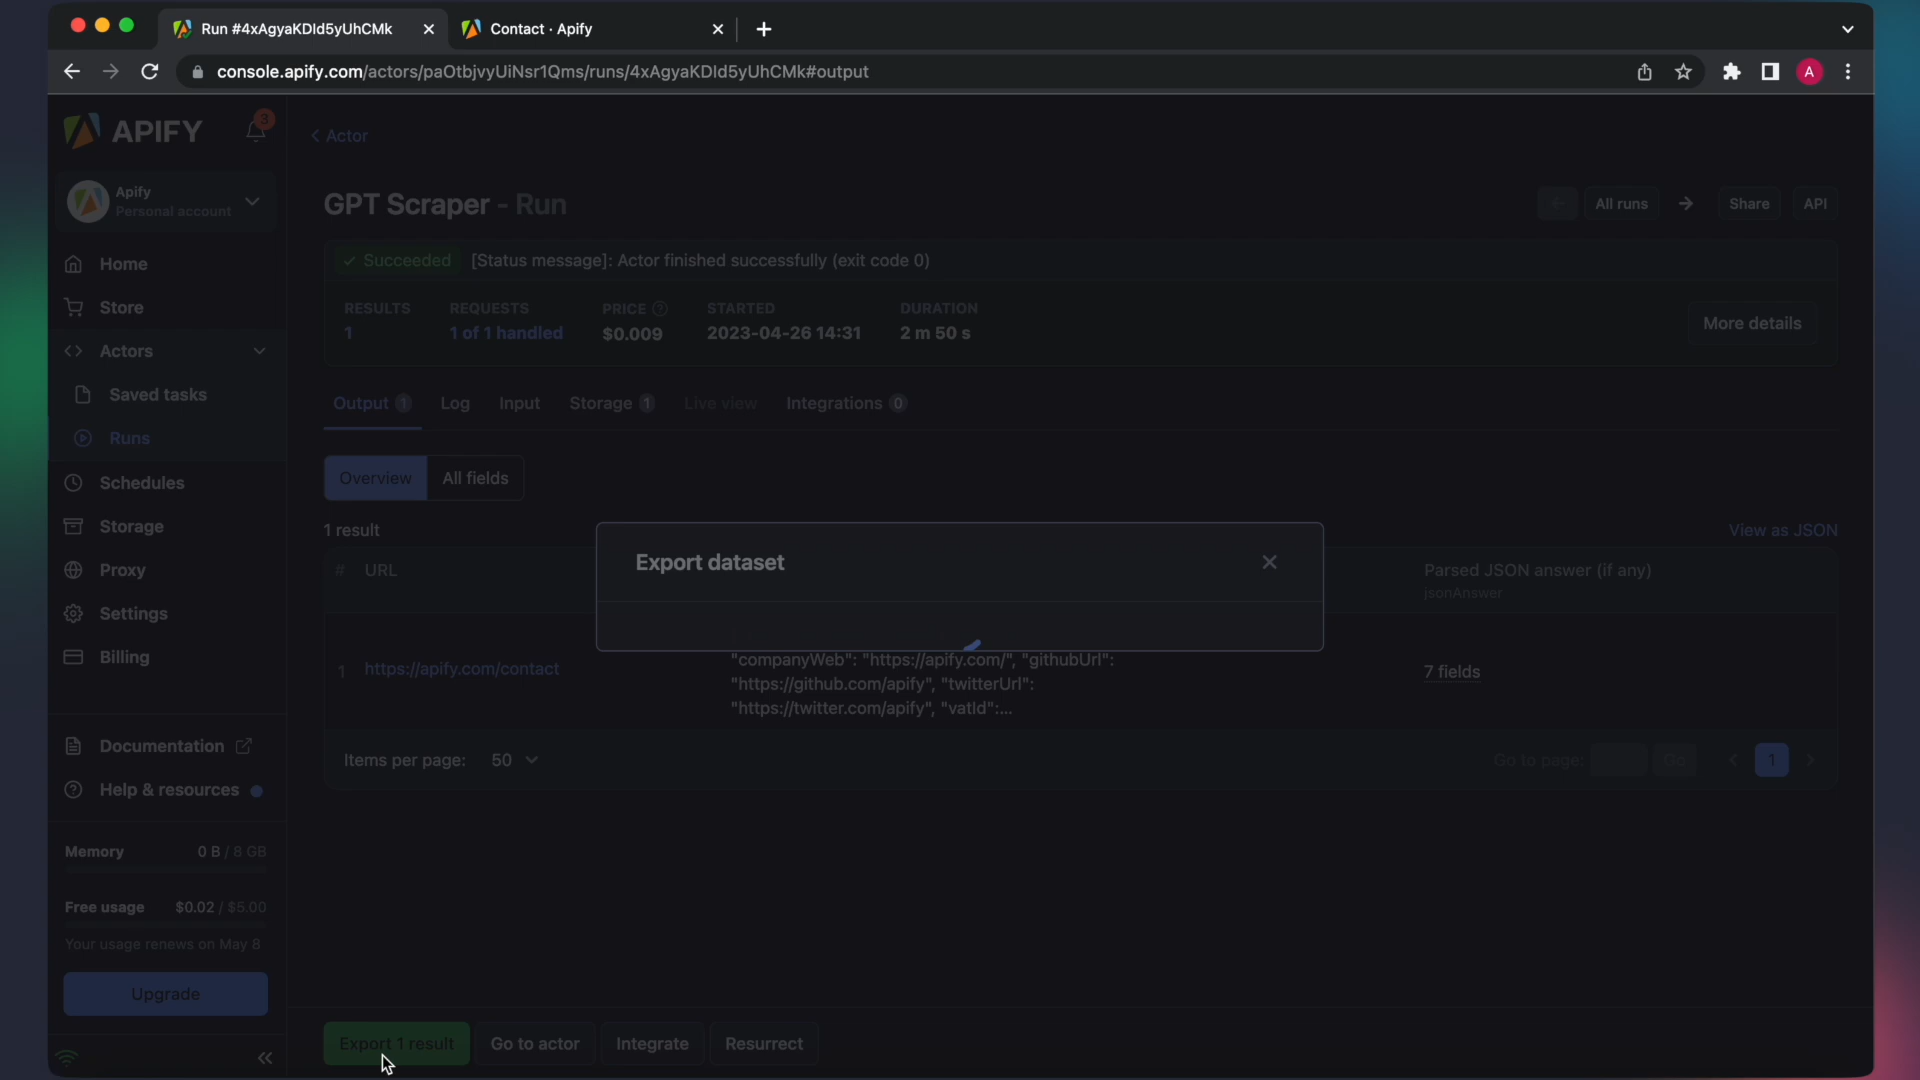 Run #4xAgyaKDId5yUhCMk
Contact · Apify
console.apify.com/actors/paOtbjvyUiNsr1Qms/runs/4xAgyaKDId5yUhCMk#output
A
APIFY
3
Apify
Personal account
Home
Store
Actors
Saved tasks
Runs
Schedules
Storage
Proxy
Settings
Billing
Documentation
Help & resources
Memory 0 B / 8 GB
Free usage $0.02 / $5.00
Your usage renews on May 8
Upgrade
Actor
GPT Scraper - Run
All runs
Share
API
Succeeded [Status message]: Actor finished successfully (exit code 0)
RESULTS REQUESTS PRICE STARTED DURATION
1 1 of 1 handled $0.009 2023-04-26 14:31 2 m 50 s
More details
Output 1 Log Input Storage 1 Live view Integrations 0
Overview All fields
1 result
View as JSON
# URL
Parsed JSON answer (if any)
jsonAnswer
Export dataset
1 https://apify.com/contact
"companyWeb": "https://apify.com/", "githubUrl":
"https://github.com/apify", "twitterUrl":
"https://twitter.com/apify", "vatId":...
7 fields
Items per page: 50
Go to page: Go 1
Export 1 result Go to actor Integrate Resurrect